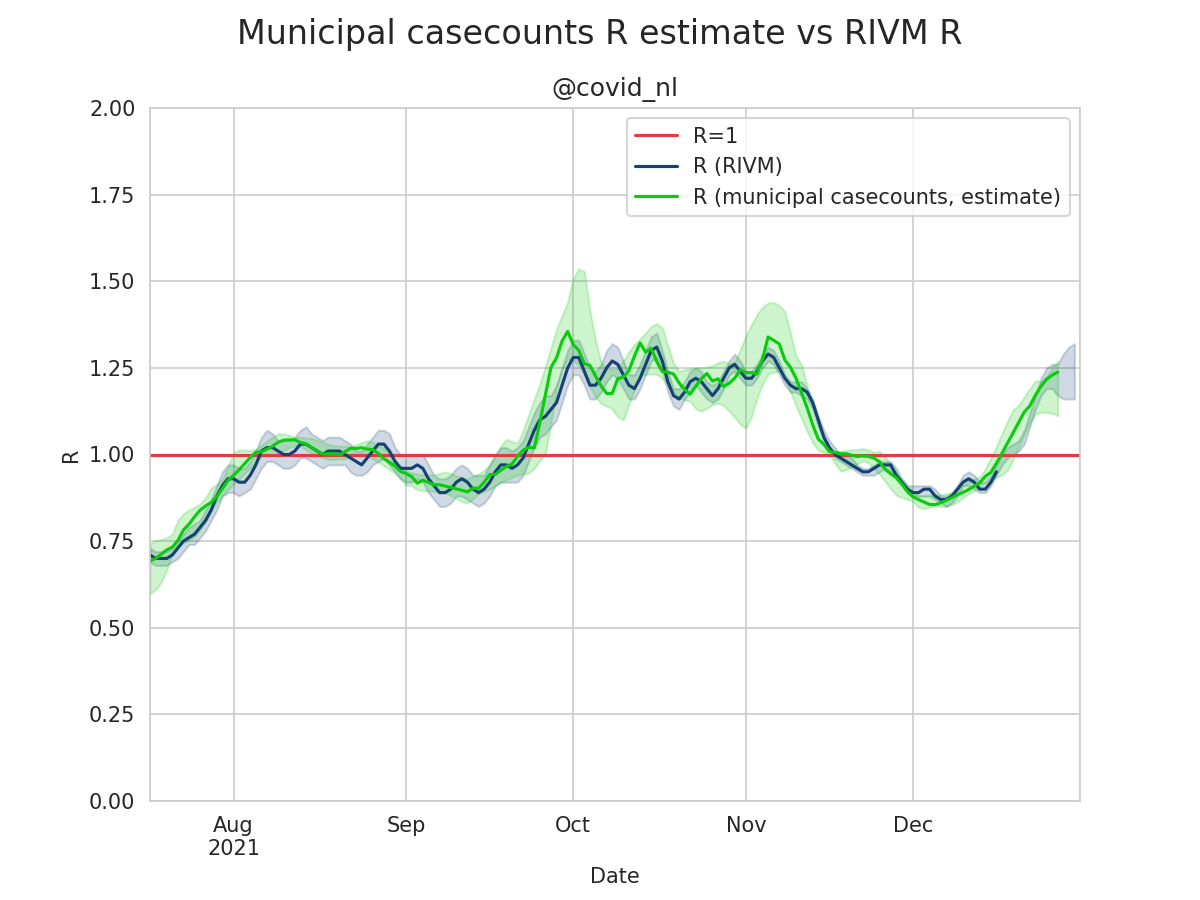 Municipal casecounts R estimate vs RIVM R
@covid_nl
R=1
R (RIVM)
R (municipal casecounts, estimate)
2.00
1.75
1.50
1.25
1.00
0.75
0.50
0.25
0.00
R
Aug
2021
Sep
Oct
Nov
Dec
Date